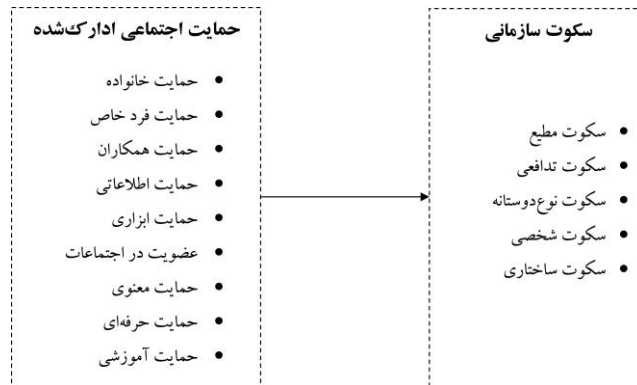 سکوت سازمانی
سکوت مطیع
سکوت تدافعی
سکوت نوع‌دوستانه
سکوت شخصی
سکوت ساختاری
حمایت اجتماعی ادارک‌شده
حمایت خانواده
حمایت فرد خاص
حمایت همکاران
حمایت اطلاعاتی
حمایت ابزاری
عضویت در اجتماعات
حمایت معنوی
حمایت حرفه‌ای
حمایت آموزشی